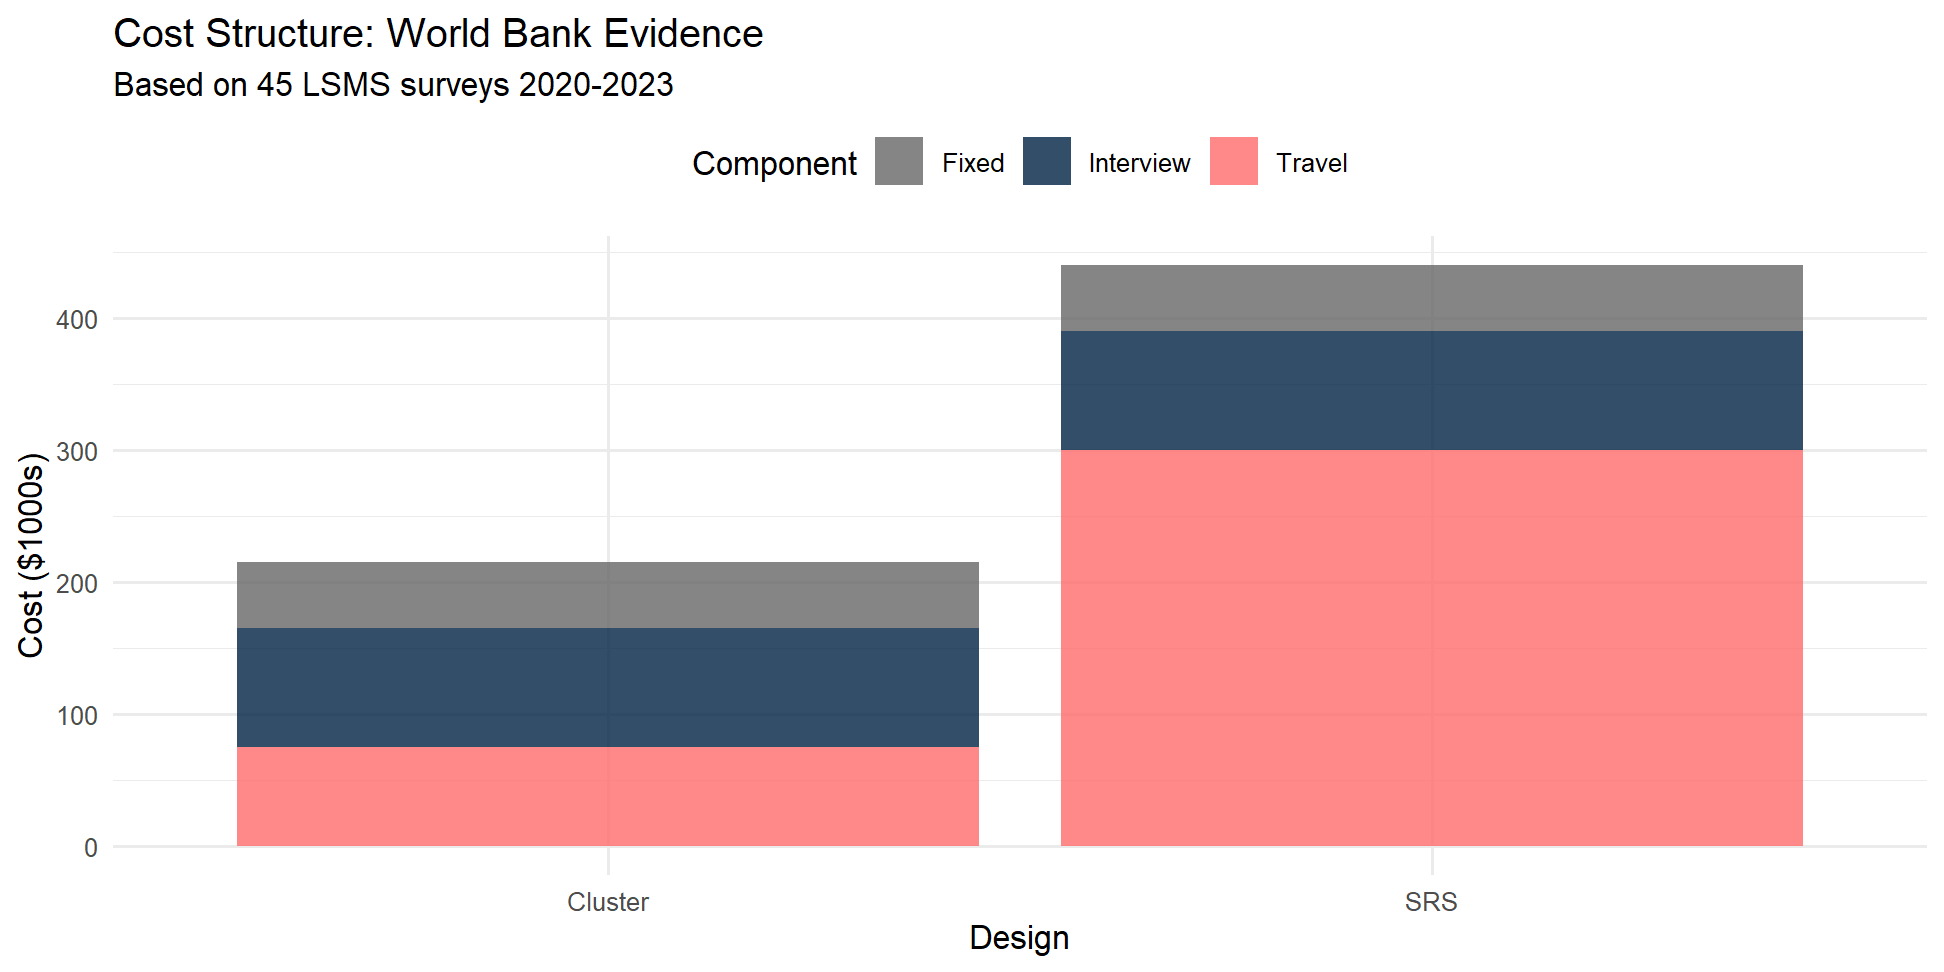 Cost Structure: World Bank Evidence
Based on 45 LSMS surveys 2020-2023
Component Fixed Interview Travel
Cost ($1000s)
400
300
200
100
0
Cluster SRS
Design